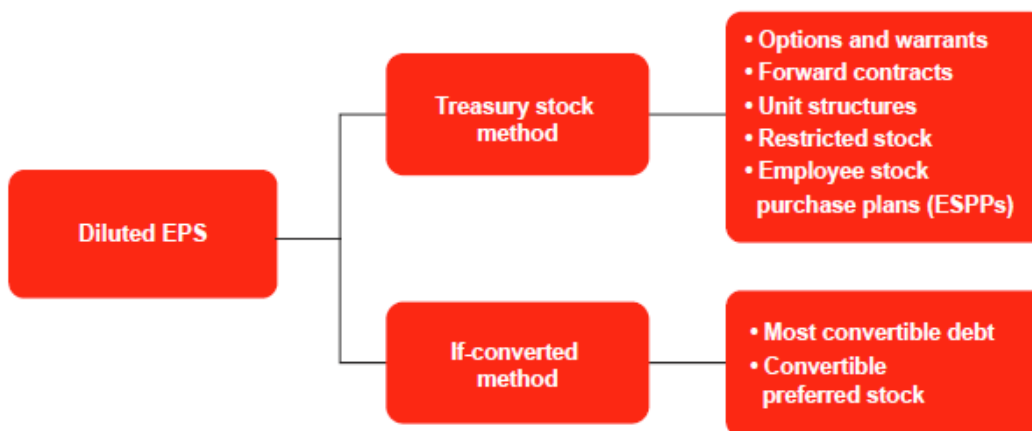 Diluted EPS
Treasury stock
method
• Options and warrants
• Forward contracts
• Unit structures
• Restricted stock
• Employee stock
purchase plans (ESPPs)
If-converted
method
• Most convertible debt
• Convertible
preferred stock